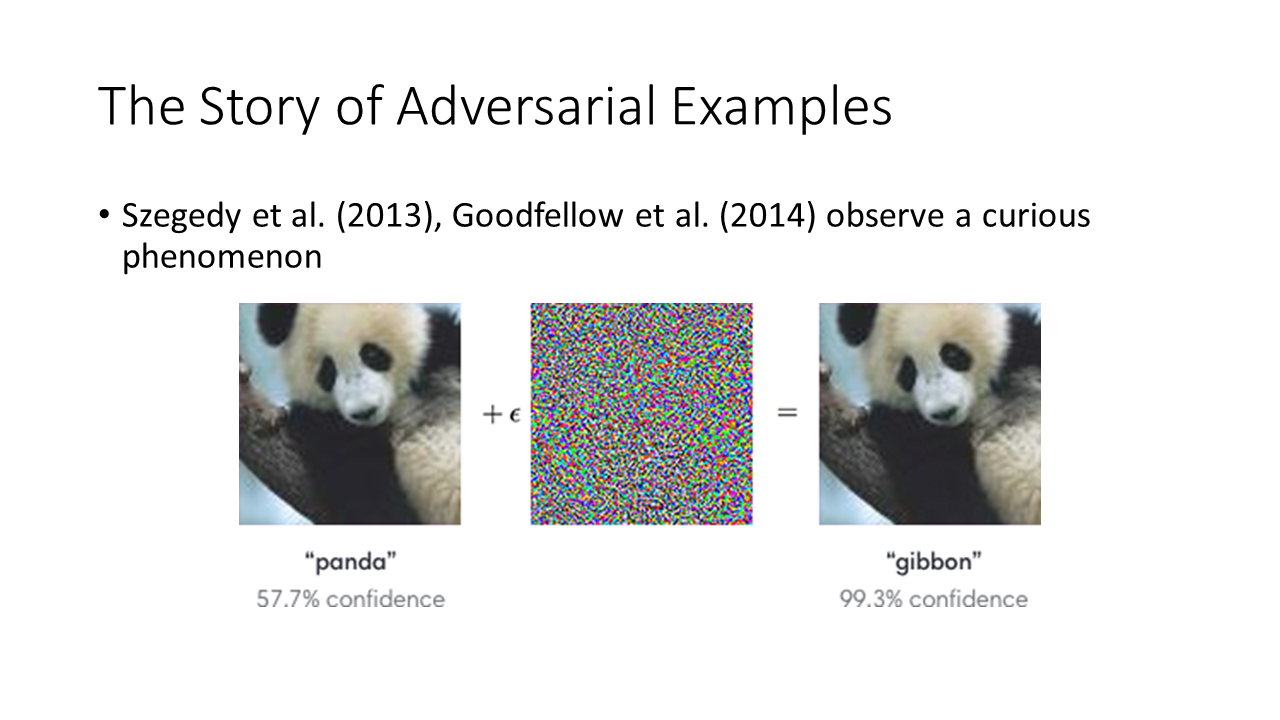 The Story of Adversarial Examples
• Szegedy et al. (2013), Goodfellow et al. (2014) observe a curious
phenomenon
+ ϵ
=
“panda”
“gibbon”
57.7% confidence
99.3% confidence